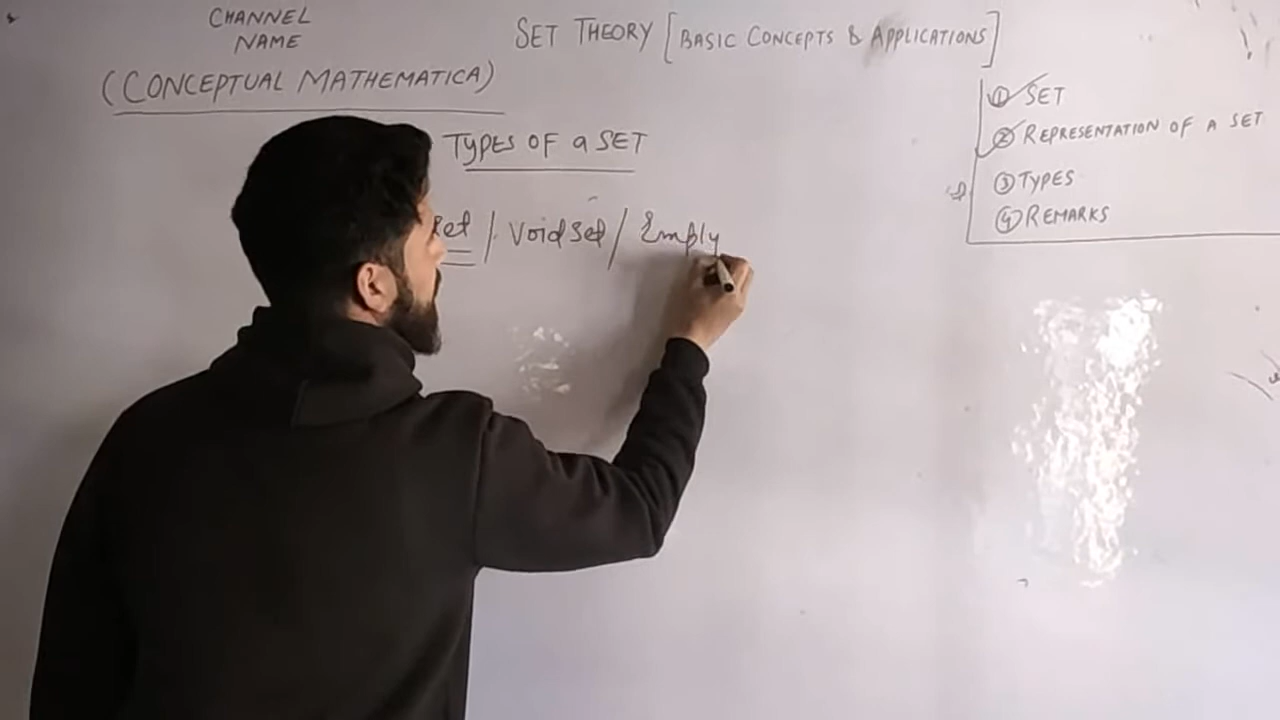 CHANNEL
NAME
(CONCEPTUAL MATHEMATICA)
SET THEORY [BASIC CONCEPTS & APPLICATIONS]
① SET
② REPRESENTATION OF A SET
③ TYPES
④ REMARKS
TYPES OF a SET
set / Void Set / Empty